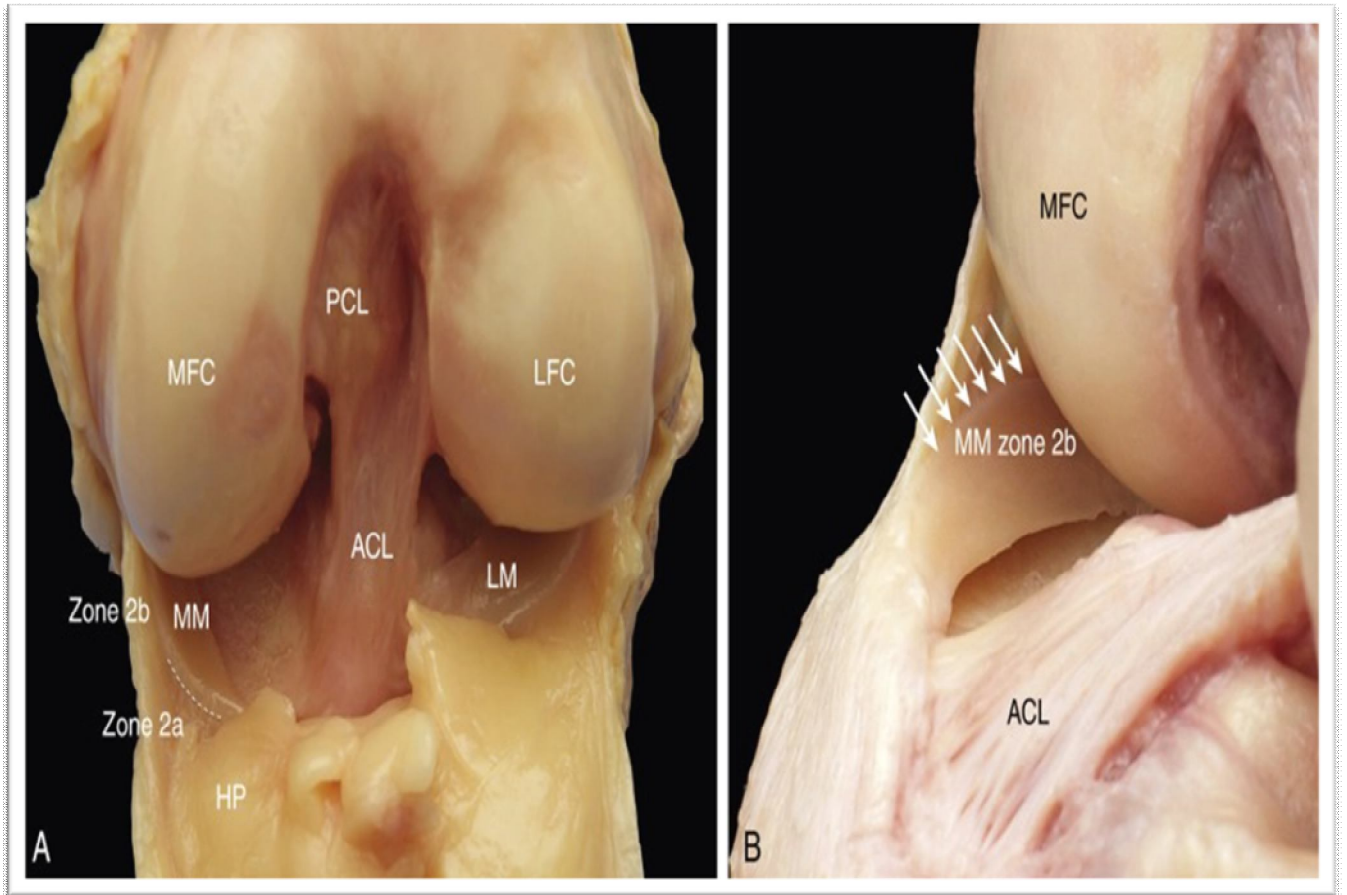 PCL
MFC
LFC
ACL
LM
Zone 2b
MM
Zone 2a
HP
A
MFC
MM zone 2b
ACL
B